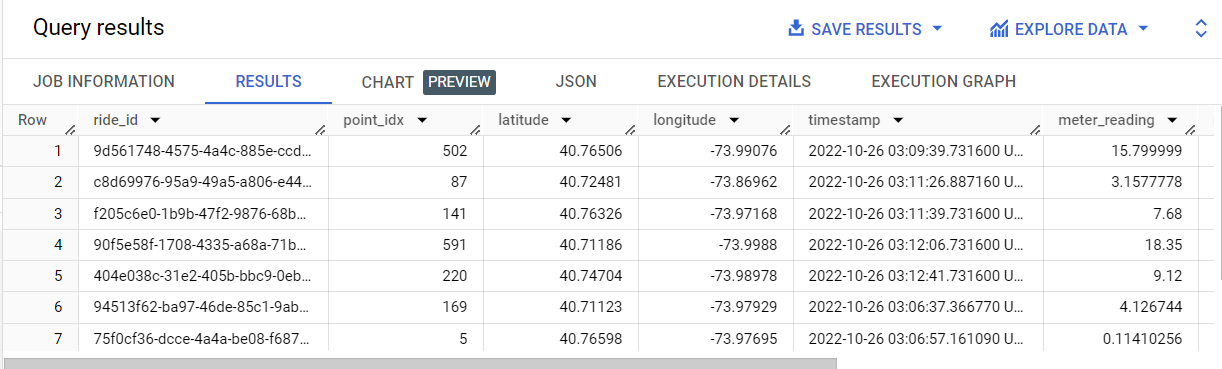 Query results SAVE RESULTS EXPLORE DATA
JOB INFORMATION RESULTS CHART PREVIEW JSON EXECUTION DETAILS EXECUTION GRAPH
Row ride_id point_idx latitude longitude timestamp meter_reading
1 9d561748-4575-4a4c-885e-ccd... 502 40.76506 -73.99076 2022-10-26 03:09:39.731600 U... 15.799999
2 c8d69976-95a9-49a5-a806-e44... 87 40.72481 -73.86962 2022-10-26 03:11:26.887160 U... 3.1577778
3 f205c6e0-1b9b-47f2-9876-68b... 141 40.76326 -73.97168 2022-10-26 03:11:39.731600 U... 7.68
4 90f5e58f-1708-4335-a68a-71b... 591 40.71186 -73.9988 2022-10-26 03:12:06.731600 U... 18.35
5 404e038c-31e2-405b-bbc9-0eb... 220 40.74704 -73.98978 2022-10-26 03:12:41.731600 U... 9.12
6 94513f62-ba97-46de-85c1-9ab... 169 40.71123 -73.97929 2022-10-26 03:06:37.366770 U... 4.126744
7 75f0cf36-dcce-4a4a-be08-f687... 5 40.76598 -73.97695 2022-10-26 03:06:57.161090 U... 0.11410256